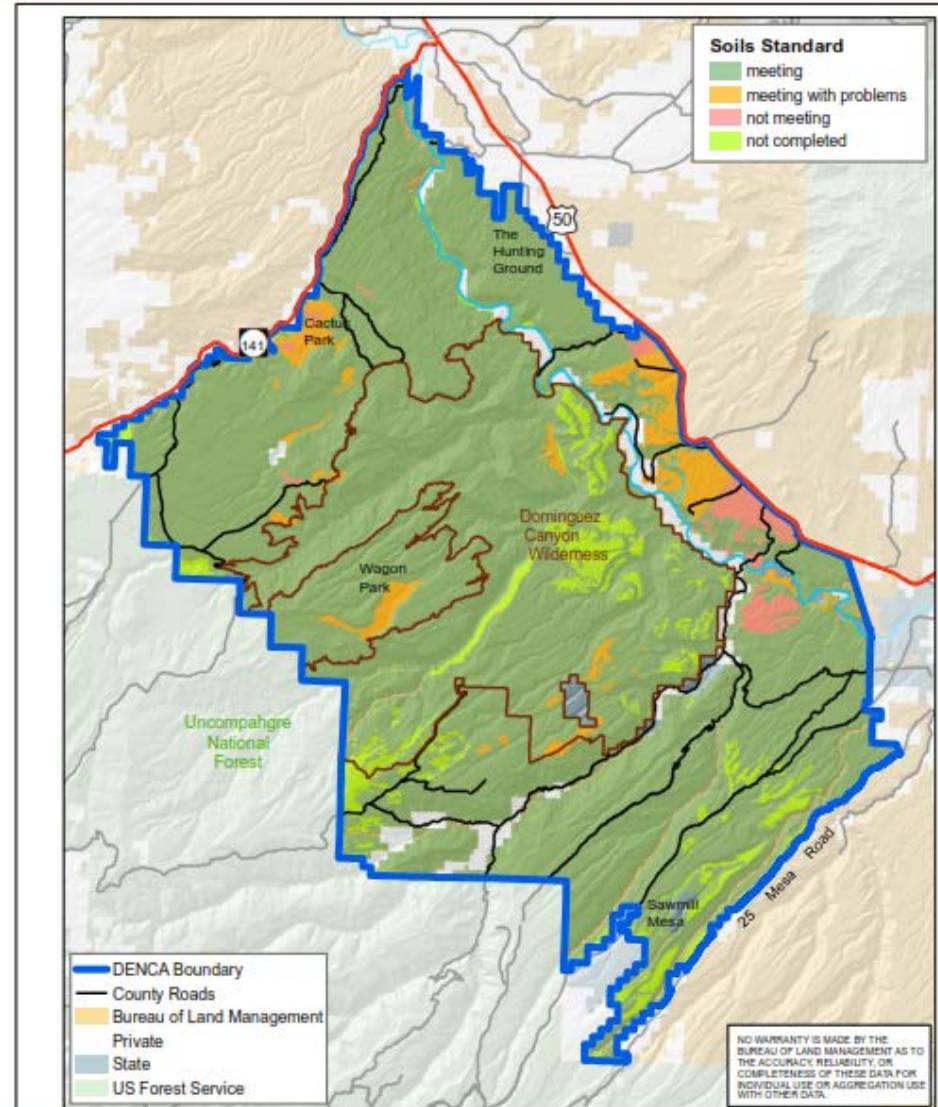 Soils Standard
meeting
meeting with problems
not meeting
not completed
50
The
Hunting
Ground
Cactus
Park
141
Dominguez
Canyon
Wilderness
Wagon
Park
Uncompahgre
National
Forest
Sawmill
Mesa
25 Mesa Road
DENCA Boundary
County Roads
Bureau of Land Management
Private
State
US Forest Service
NO WARRANTY IS MADE BY THE
BUREAU OF LAND MANAGEMENT AS TO
THE ACCURACY, RELIABILITY, OR
COMPLETENESS OF THESE DATA FOR
INDIVIDUAL USE OR AGGREGATION USE
WITH OTHER DATA.